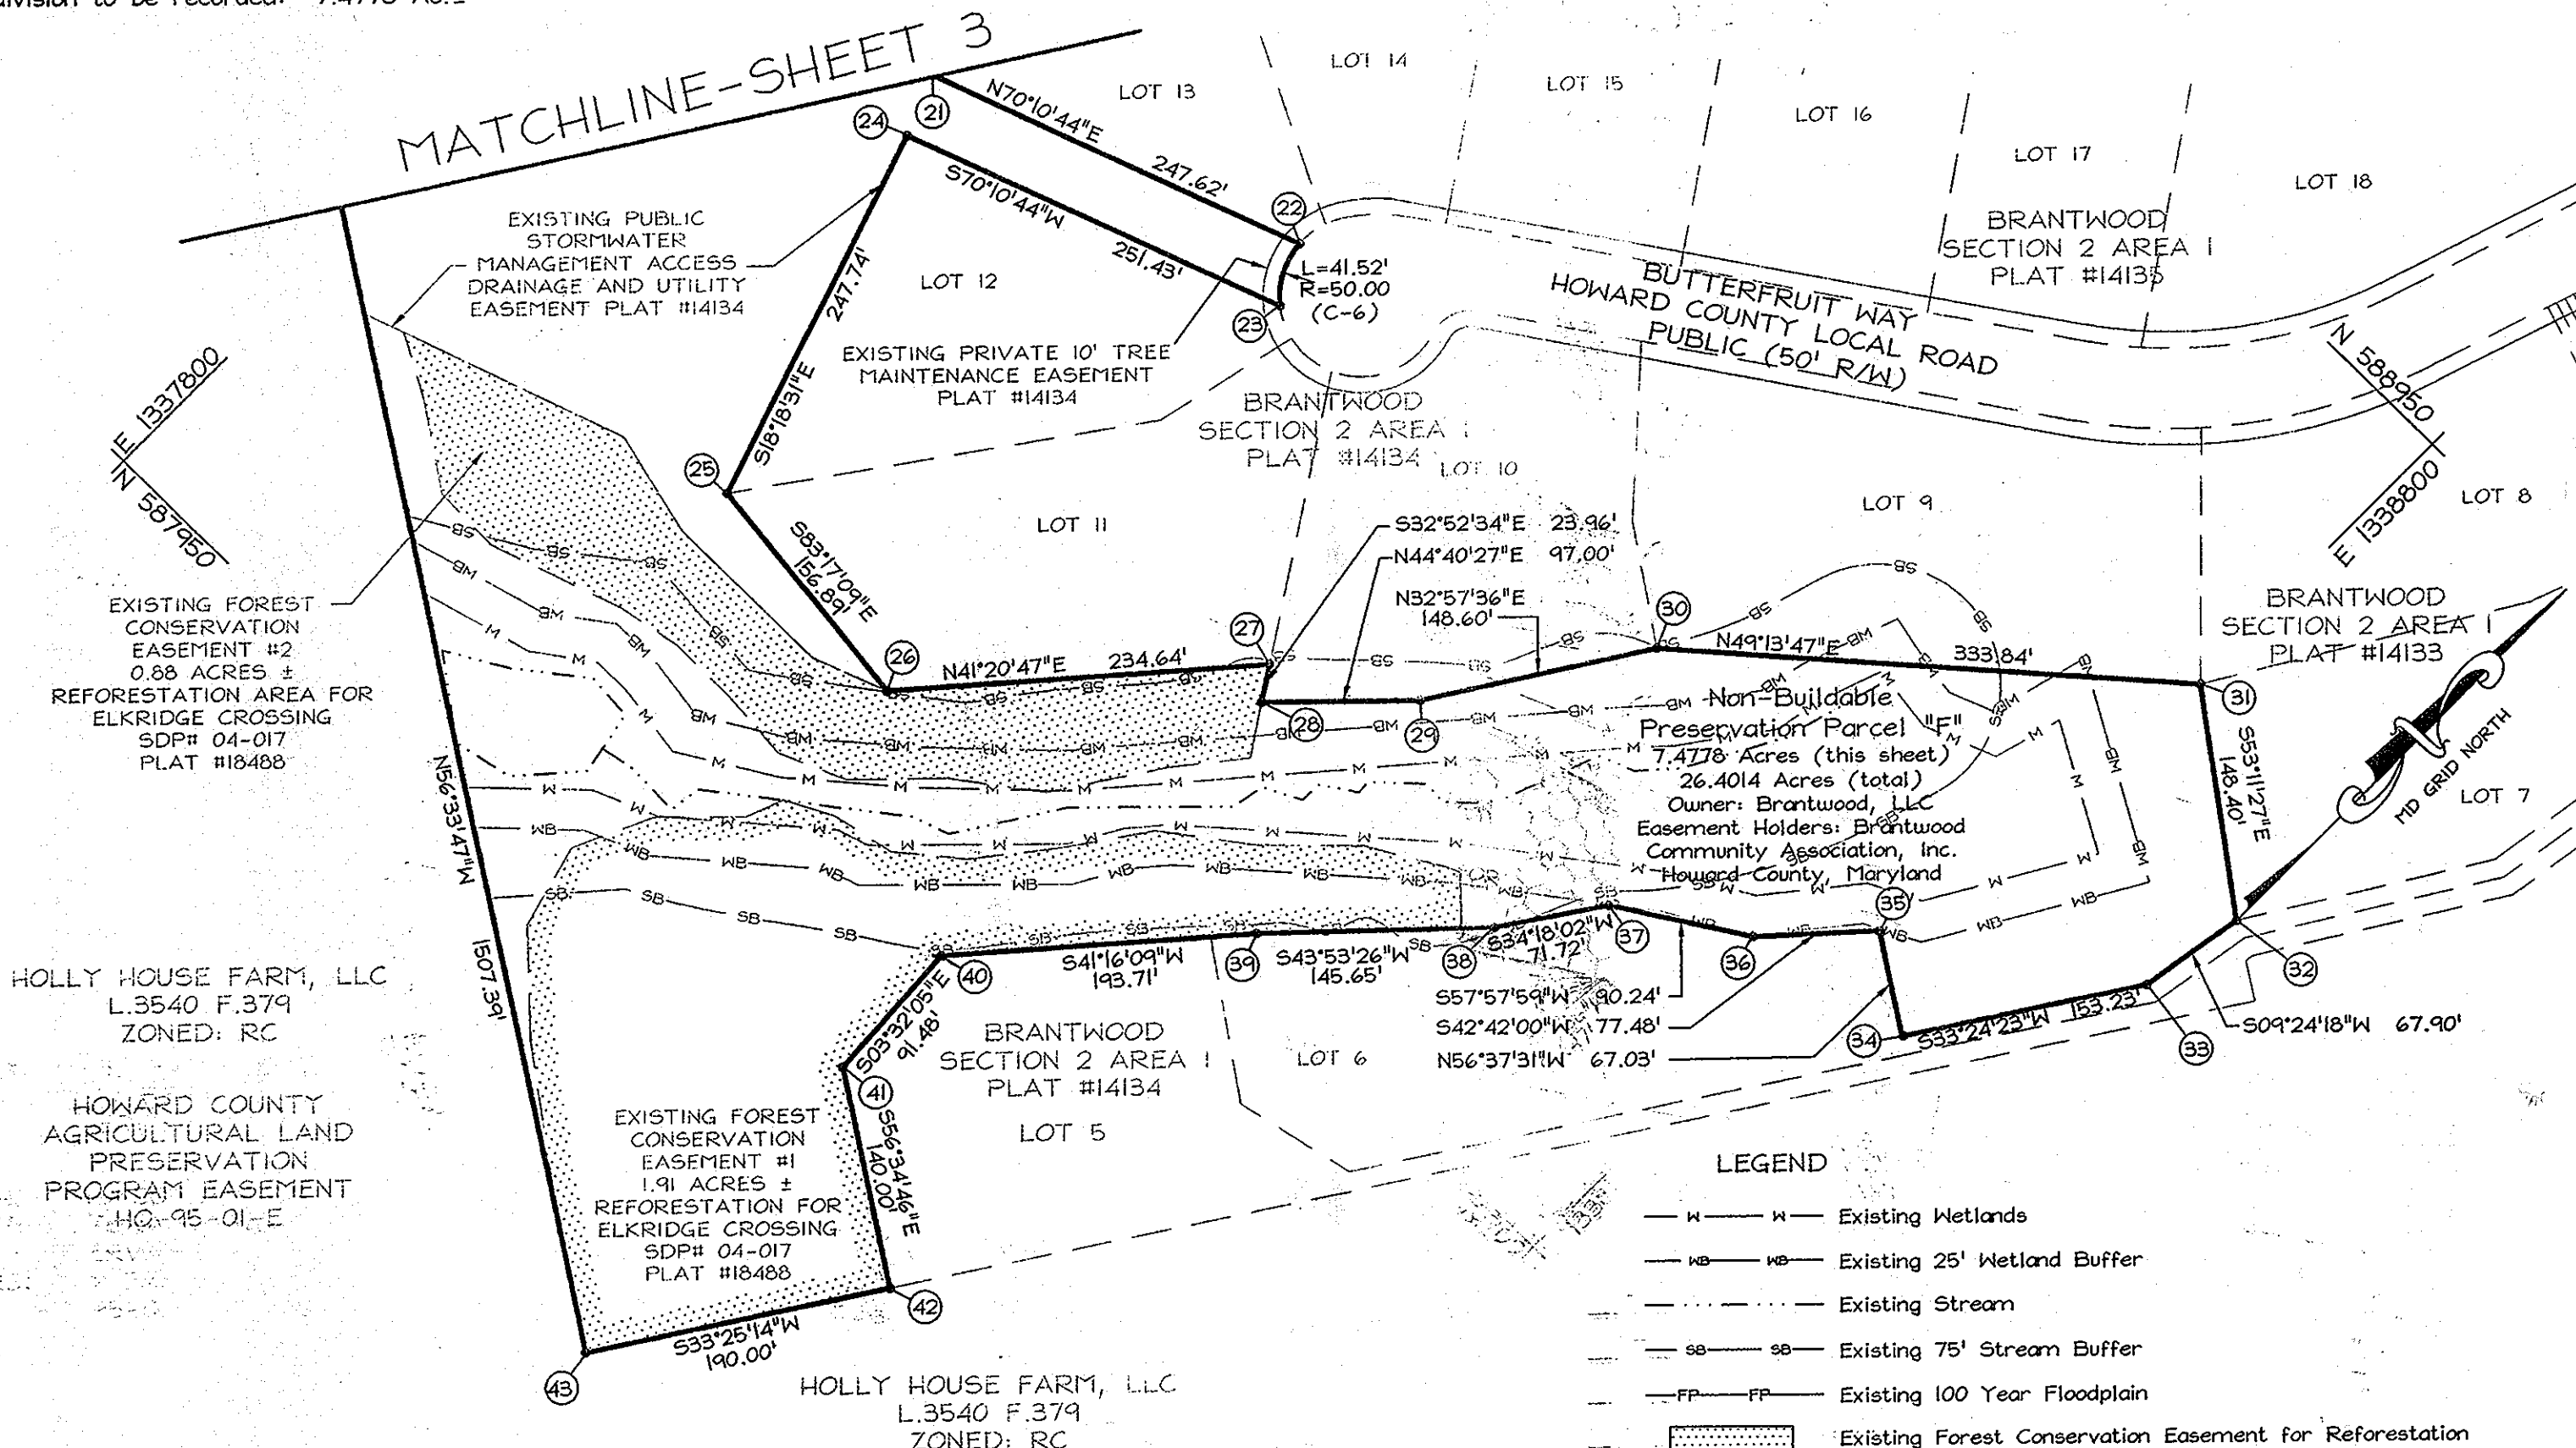 division to be recorded: 7.4778 Ac.±
MATCHLINE-SHEET 3
LOT 13
LOT 14
LOT 15
LOT 16
LOT 17
LOT 18
21
24
N70°10'44"E
247.62'
S70°10'44"W
251.43'
22
23
L=41.52'
R=50.00
(C-6)
EXISTING PUBLIC
STORMWATER
MANAGEMENT ACCESS
DRAINAGE AND UTILITY
EASEMENT PLAT #14134
LOT 12
247.74'
S18°18'31"E
EXISTING PRIVATE 10' TREE
MAINTENANCE EASEMENT
PLAT #14134
BRANTWOOD
SECTION 2 AREA 1
PLAT #14135
BUTTERFRUIT WAY
HOWARD COUNTY LOCAL ROAD
PUBLIC (50' R/W)
BRANTWOOD
SECTION 2 AREA 1
PLAT #14134
LOT 10
N 588950
E 1338800
E 1337800
N 587950
25
S83°17'09"E
156.89'
LOT 11
LOT 9
LOT 8
S32°52'34"E 23.96'
N44°40'27"E 97.00'
N32°57'36"E
148.60'
EXISTING FOREST
CONSERVATION
EASEMENT #2
0.88 ACRES ±
REFORESTATION AREA FOR
ELKRIDGE CROSSING
SDP# 04-017
PLAT #18488
26
N41°20'47"E 234.64'
27
28
29
30
N49°13'47"E 333.84'
31
BRANTWOOD
SECTION 2 AREA 1
PLAT #14133
MD GRID NORTH
LOT 7
S53°11'27"E
148.40'
Non-Buildable
Preservation Parcel "F"
7.4778 Acres (this sheet)
26.4014 Acres (total)
Owner: Brantwood, LLC
Easement Holders: Brantwood
Community Association, Inc.
Howard County, Maryland
N56°33'47"W
1507.39'
HOLLY HOUSE FARM, LLC
L.3540 F.379
ZONED: RC
HOWARD COUNTY
AGRICULTURAL LAND
PRESERVATION
PROGRAM EASEMENT
HO-95-01-E
40
S41°16'09"W
193.71'
39
S43°53'26"W
145.65'
38
S34°18'02"W
71.72'
37
36
35
S57°57'59"W 90.24'
S42°42'00"W 77.48'
N56°37'31"W 67.03'
34
S33°24'23"W 153.23'
33
32
S09°24'18"W 67.90'
S03°32'05"E
91.48'
41
S56°34'46"E
140.00'
BRANTWOOD
SECTION 2 AREA 1
PLAT #14134
LOT 6
LOT 5
EXISTING FOREST
CONSERVATION
EASEMENT #1
1.91 ACRES ±
REFORESTATION FOR
ELKRIDGE CROSSING
SDP# 04-017
PLAT #18488
42
S33°25'14"W
190.00'
43
HOLLY HOUSE FARM, LLC
L.3540 F.379
ZONED: RC
LEGEND
W W Existing Wetlands
WB WB Existing 25' Wetland Buffer
Existing Stream
SB SB Existing 75' Stream Buffer
FP FP Existing 100 Year Floodplain
Existing Forest Conservation Easement for Reforestation